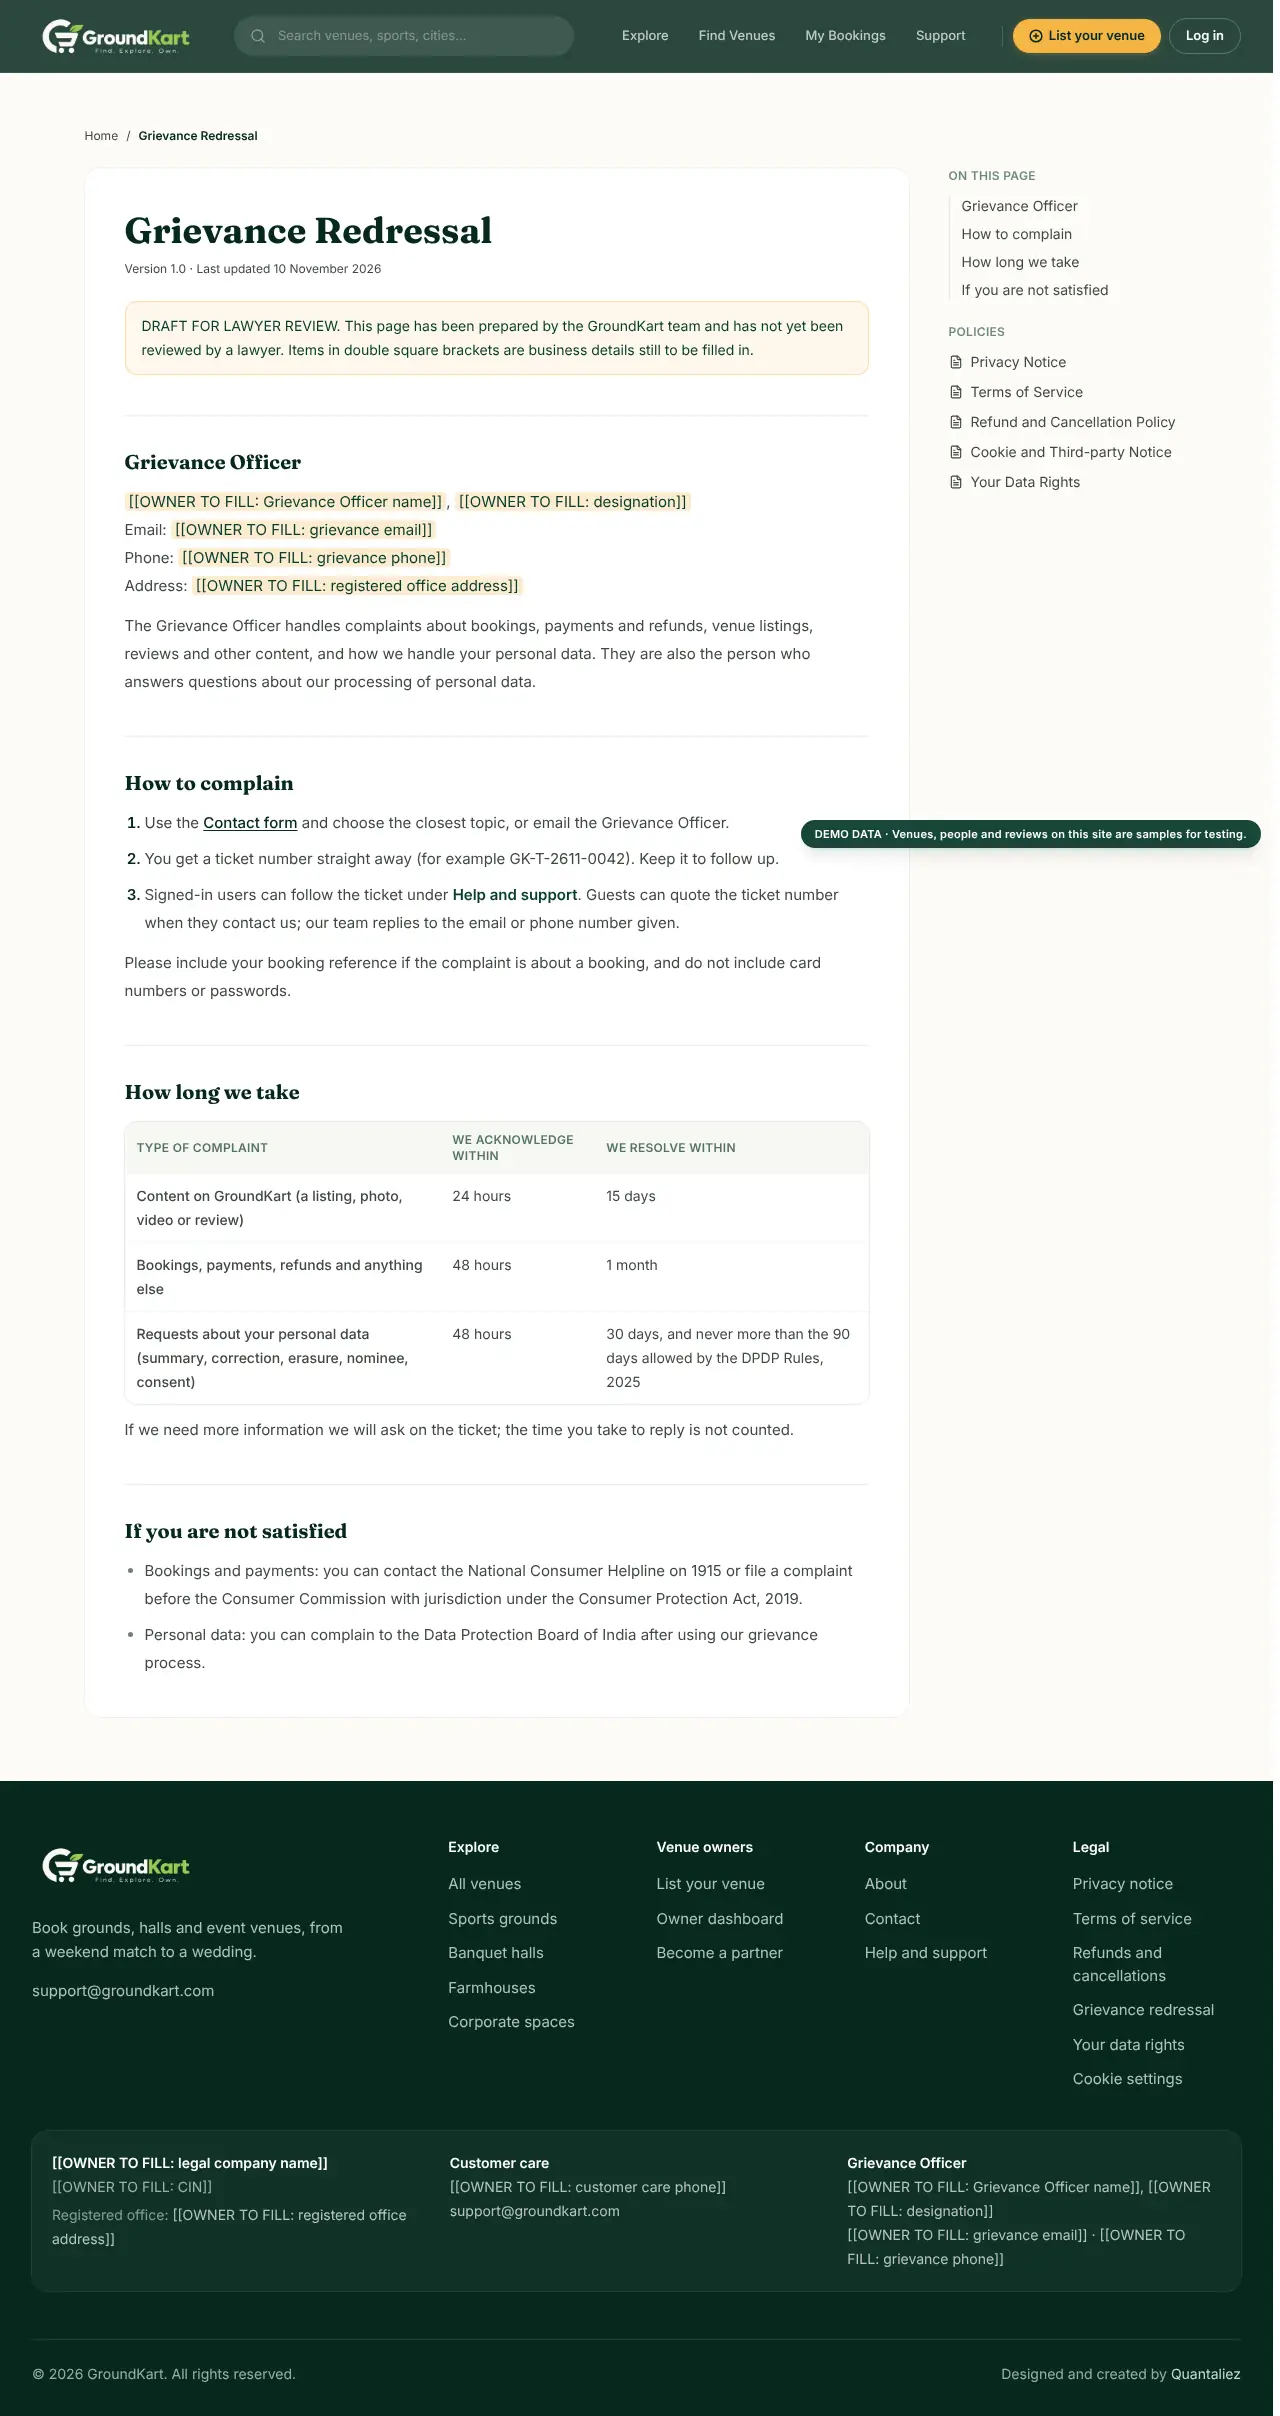 GroundKart
Find. Explore. Own.
Search venues, sports, cities...
Explore
Find Venues
My Bookings
Support
List your venue
Log in
Home / Grievance Redressal
Grievance Redressal
Version 1.0 · Last updated 10 November 2026
DRAFT FOR LAWYER REVIEW. This page has been prepared by the GroundKart team and has not yet been
reviewed by a lawyer. Items in double square brackets are business details still to be filled in.
Grievance Officer
[[OWNER TO FILL: Grievance Officer name]], [[OWNER TO FILL: designation]]
Email: [[OWNER TO FILL: grievance email]]
Phone: [[OWNER TO FILL: grievance phone]]
Address: [[OWNER TO FILL: registered office address]]
The Grievance Officer handles complaints about bookings, payments and refunds, venue listings,
reviews and other content, and how we handle your personal data. They are also the person who
answers questions about our processing of personal data.
How to complain
1. Use the Contact form and choose the closest topic, or email the Grievance Officer.
2. You get a ticket number straight away (for example GK-T-2611-0042). Keep it to follow up.
3. Signed-in users can follow the ticket under Help and support. Guests can quote the ticket number
when they contact us; our team replies to the email or phone number given.
Please include your booking reference if the complaint is about a booking, and do not include card
numbers or passwords.
How long we take
TYPE OF COMPLAINT
WE ACKNOWLEDGE
WITHIN
WE RESOLVE WITHIN
Content on GroundKart (a listing, photo,
video or review)
24 hours
15 days
Bookings, payments, refunds and anything
else
48 hours
1 month
Requests about your personal data
(summary, correction, erasure, nominee,
consent)
48 hours
30 days, and never more than the 90
days allowed by the DPDP Rules,
2025
If we need more information we will ask on the ticket; the time you take to reply is not counted.
If you are not satisfied
• Bookings and payments: you can contact the National Consumer Helpline on 1915 or file a complaint
before the Consumer Commission with jurisdiction under the Consumer Protection Act, 2019.
• Personal data: you can complain to the Data Protection Board of India after using our grievance
process.
ON THIS PAGE
Grievance Officer
How to complain
How long we take
If you are not satisfied
POLICIES
Privacy Notice
Terms of Service
Refund and Cancellation Policy
Cookie and Third-party Notice
Your Data Rights
DEMO DATA · Venues, people and reviews on this site are samples for testing.
GroundKart
Find. Explore. Own.
Book grounds, halls and event venues, from
a weekend match to a wedding.
support@groundkart.com
Explore
All venues
Sports grounds
Banquet halls
Farmhouses
Corporate spaces
Venue owners
List your venue
Owner dashboard
Become a partner
Company
About
Contact
Help and support
Legal
Privacy notice
Terms of service
Refunds and
cancellations
Grievance redressal
Your data rights
Cookie settings
[[OWNER TO FILL: legal company name]]
[[OWNER TO FILL: CIN]]
Registered office: [[OWNER TO FILL: registered office
address]]
Customer care
[[OWNER TO FILL: customer care phone]]
support@groundkart.com
Grievance Officer
[[OWNER TO FILL: Grievance Officer name]], [[OWNER
TO FILL: designation]]
[[OWNER TO FILL: grievance email]] · [[OWNER TO
FILL: grievance phone]]
© 2026 GroundKart. All rights reserved.
Designed and created by Quantaliez